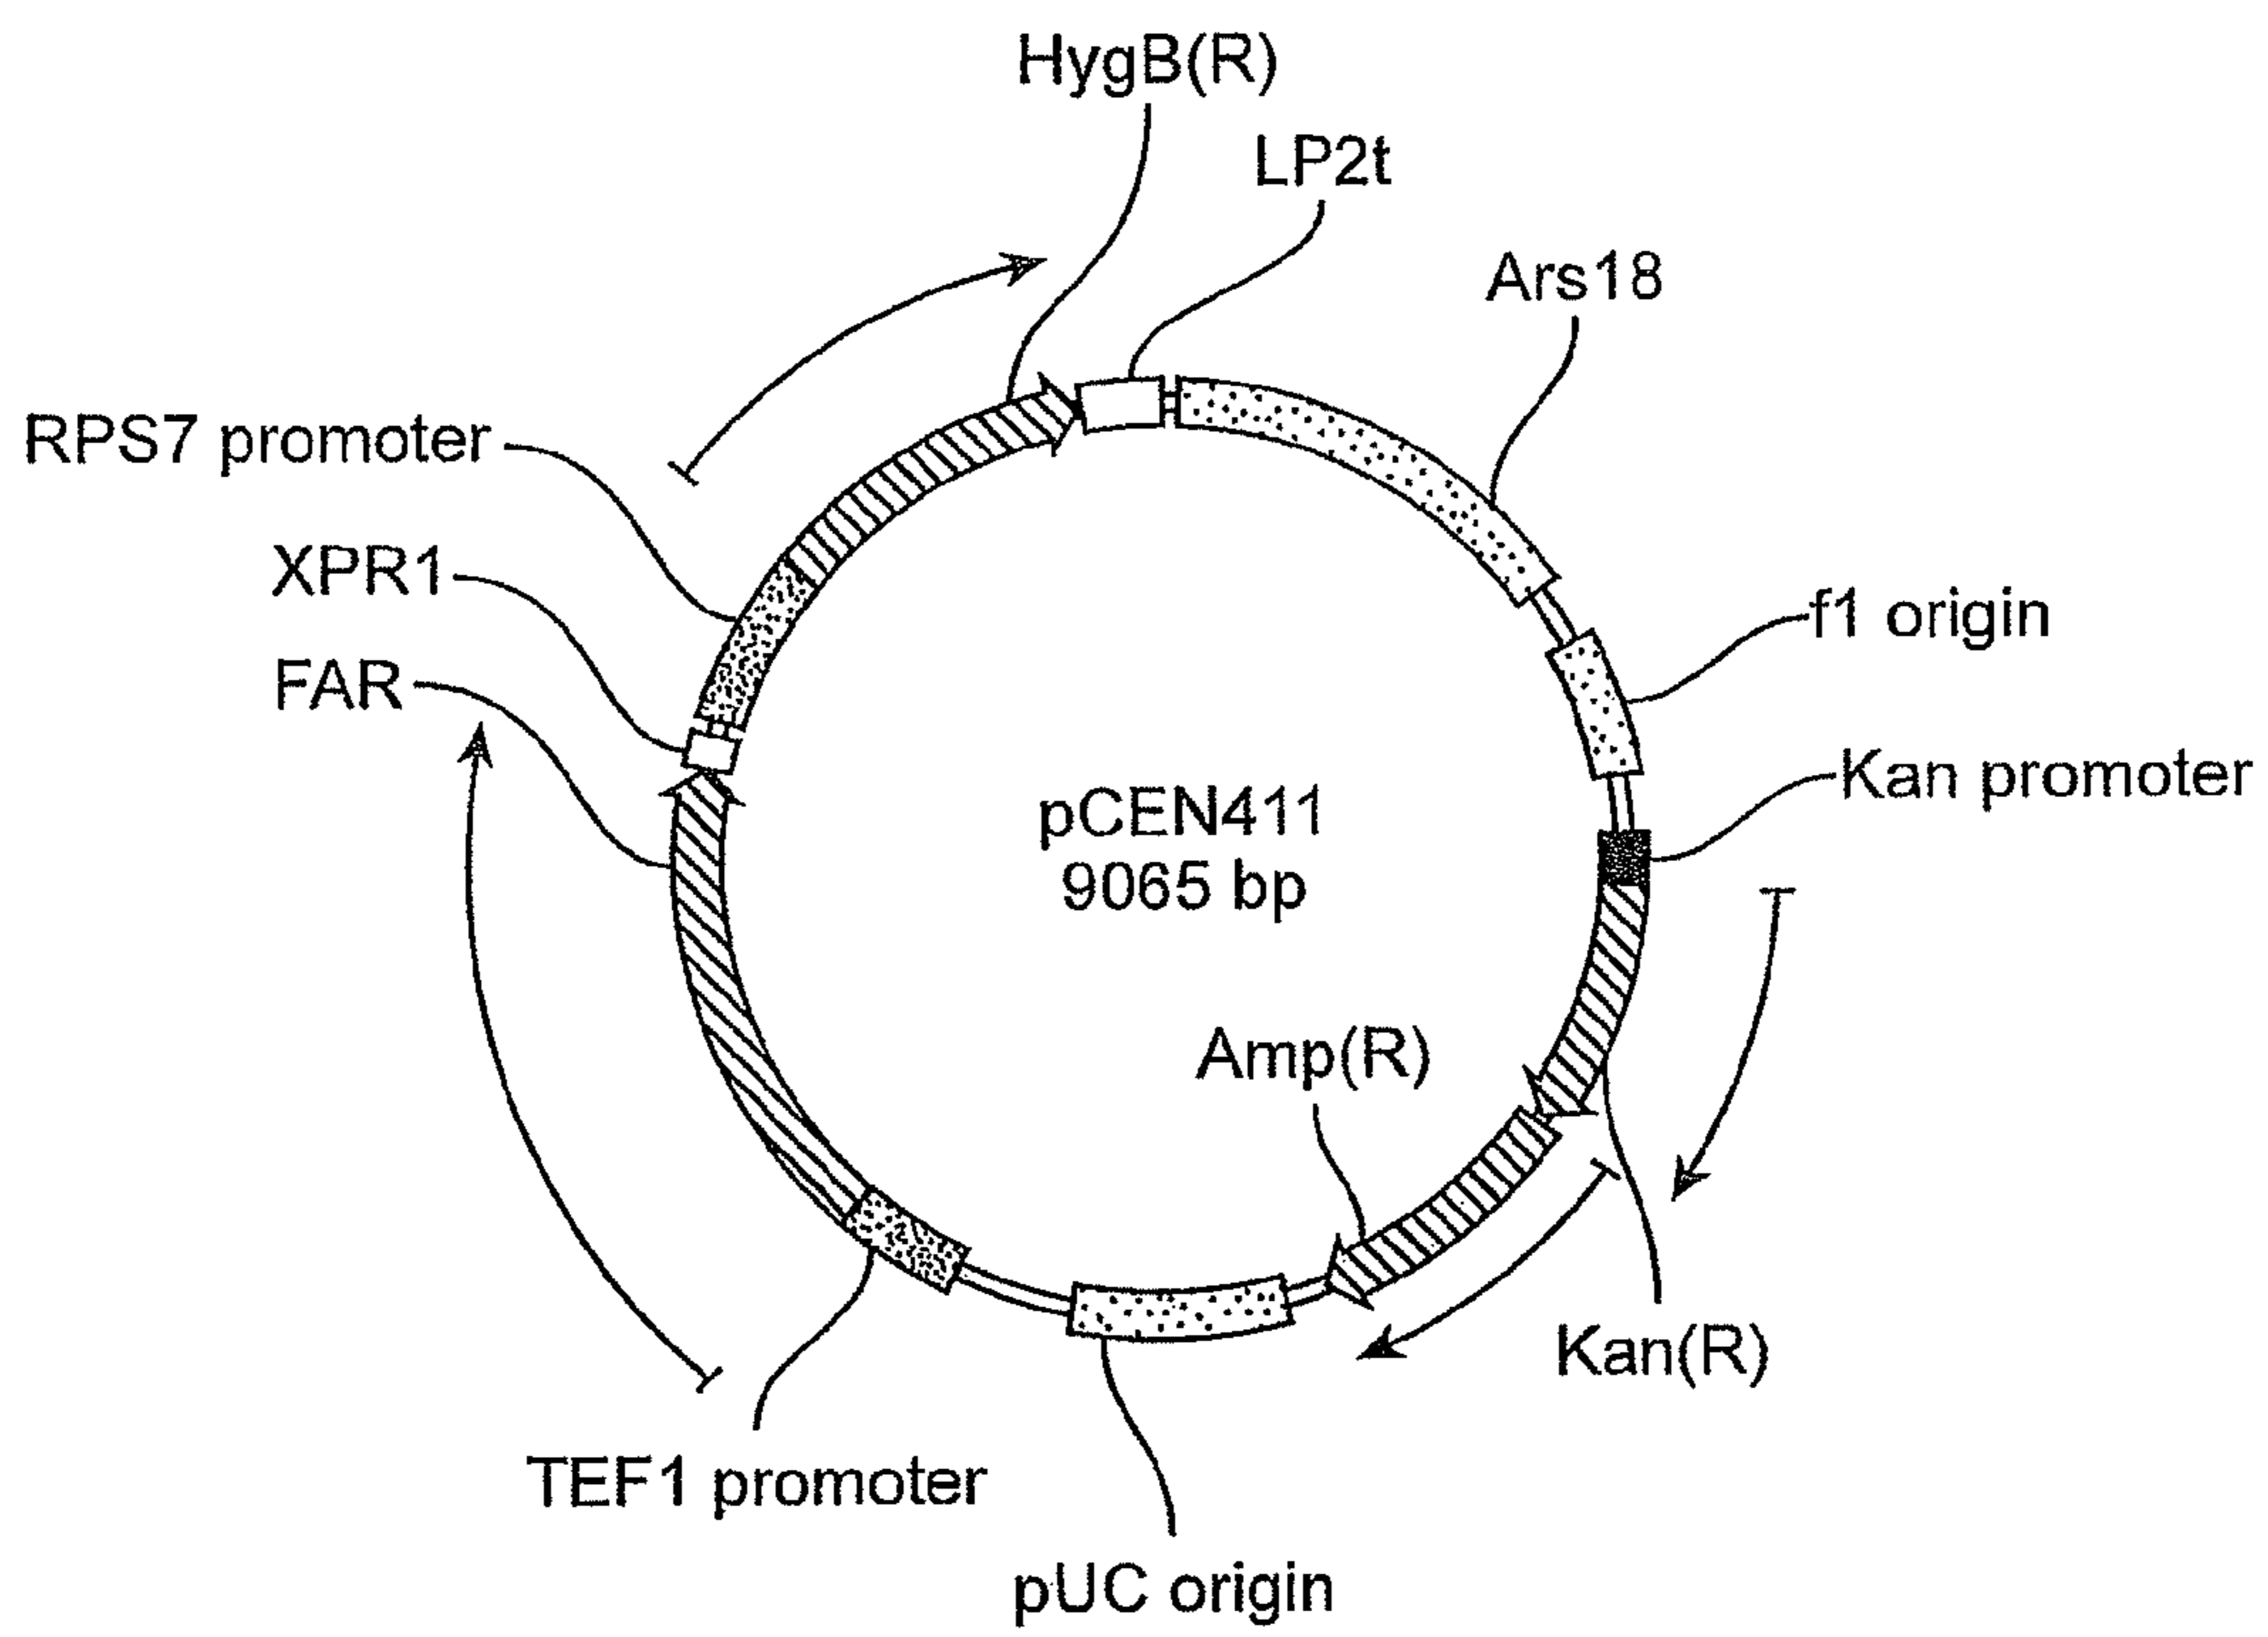 HygB(R)
LP2t
Ars18
RPS7 promoter
XPR1
f1 origin
FAR
Kan promoter
pCEN411
9065 bp
Amp(R)
Kan(R)
TEF1 promoter
pUC origin